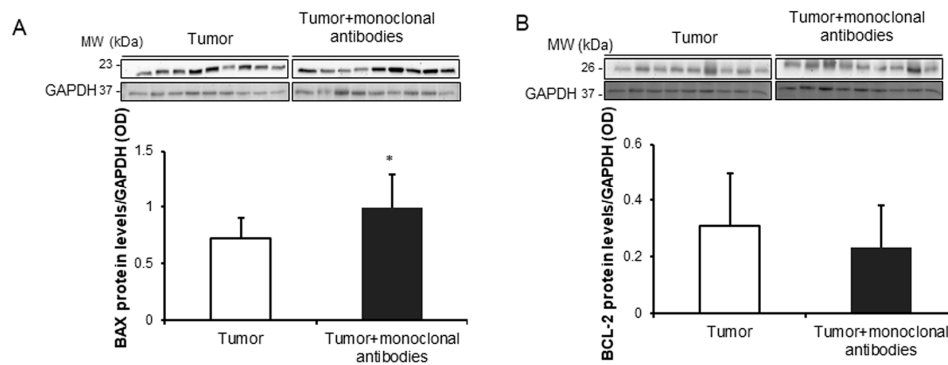 A
MW (kDa)
Tumor
Tumor+monoclonal
antibodies
23 -
GAPDH 37 -
BAX protein levels/GAPDH (OD)
1.5
1
0.5
0
*
Tumor
Tumor+monoclonal
antibodies
B
MW (kDa)
Tumor
Tumor+monoclonal
antibodies
26 -
GAPDH 37 -
BCL-2 protein levels/GAPDH (OD)
0.6
0.4
0.2
0
Tumor
Tumor+monoclonal
antibodies